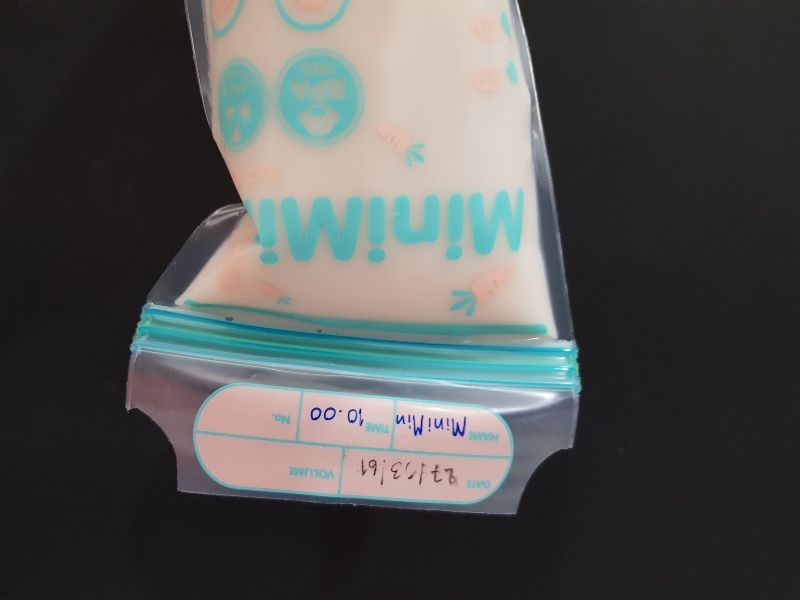 DATE 27/03/61 VOLUME
NAME MiniMin TIME 10.00 No.
MiniMi
BPA